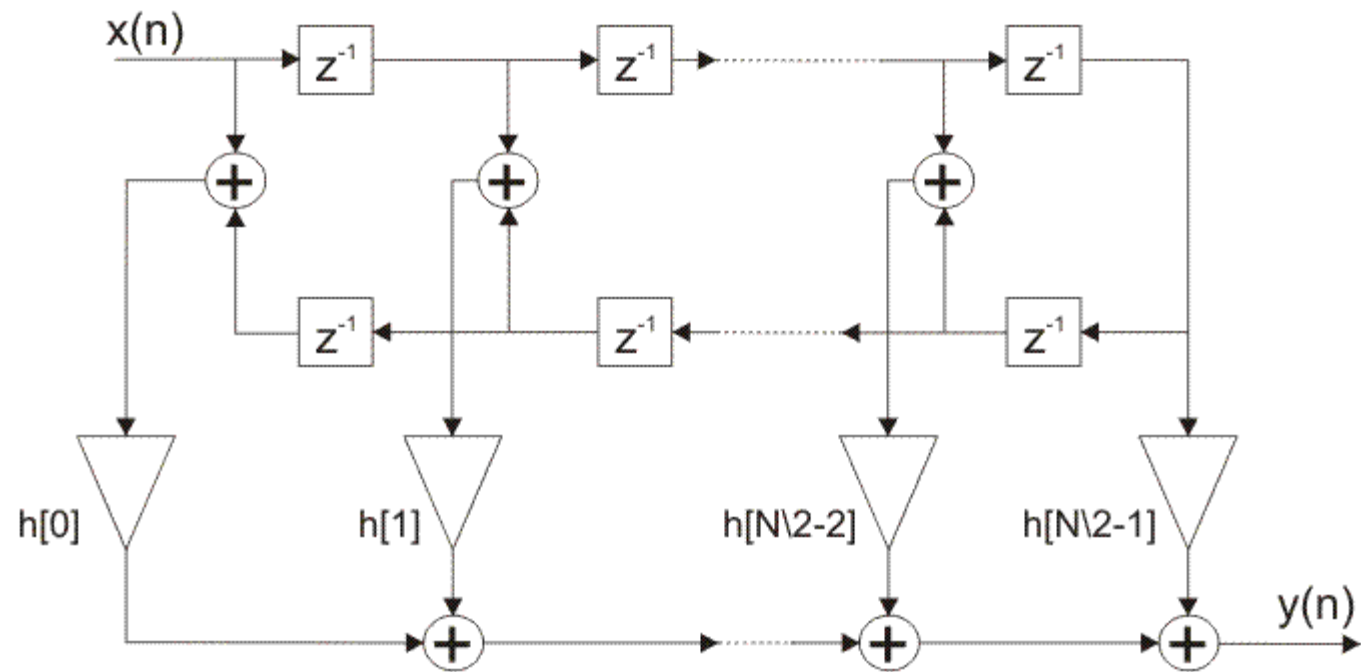 x(n)
z⁻¹ z⁻¹ z⁻¹
+ + +
z⁻¹ z⁻¹ z⁻¹
h[0] h[1] h[N\2-2] h[N\2-1]
y(n)
+ + +